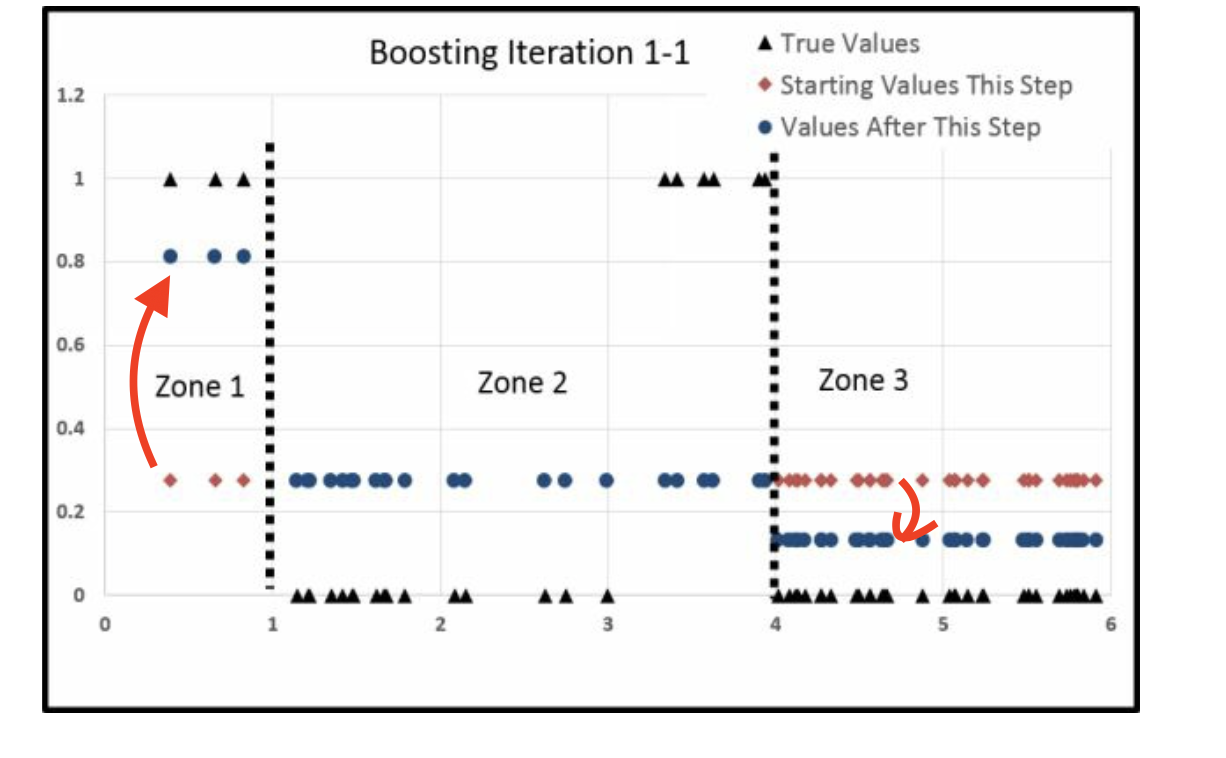 Boosting Iteration 1-1
True Values
Starting Values This Step
Values After This Step
1.2
1
0.8
0.6
0.4
0.2
0
Zone 1
Zone 2
Zone 3
0 1 2 3 4 5 6